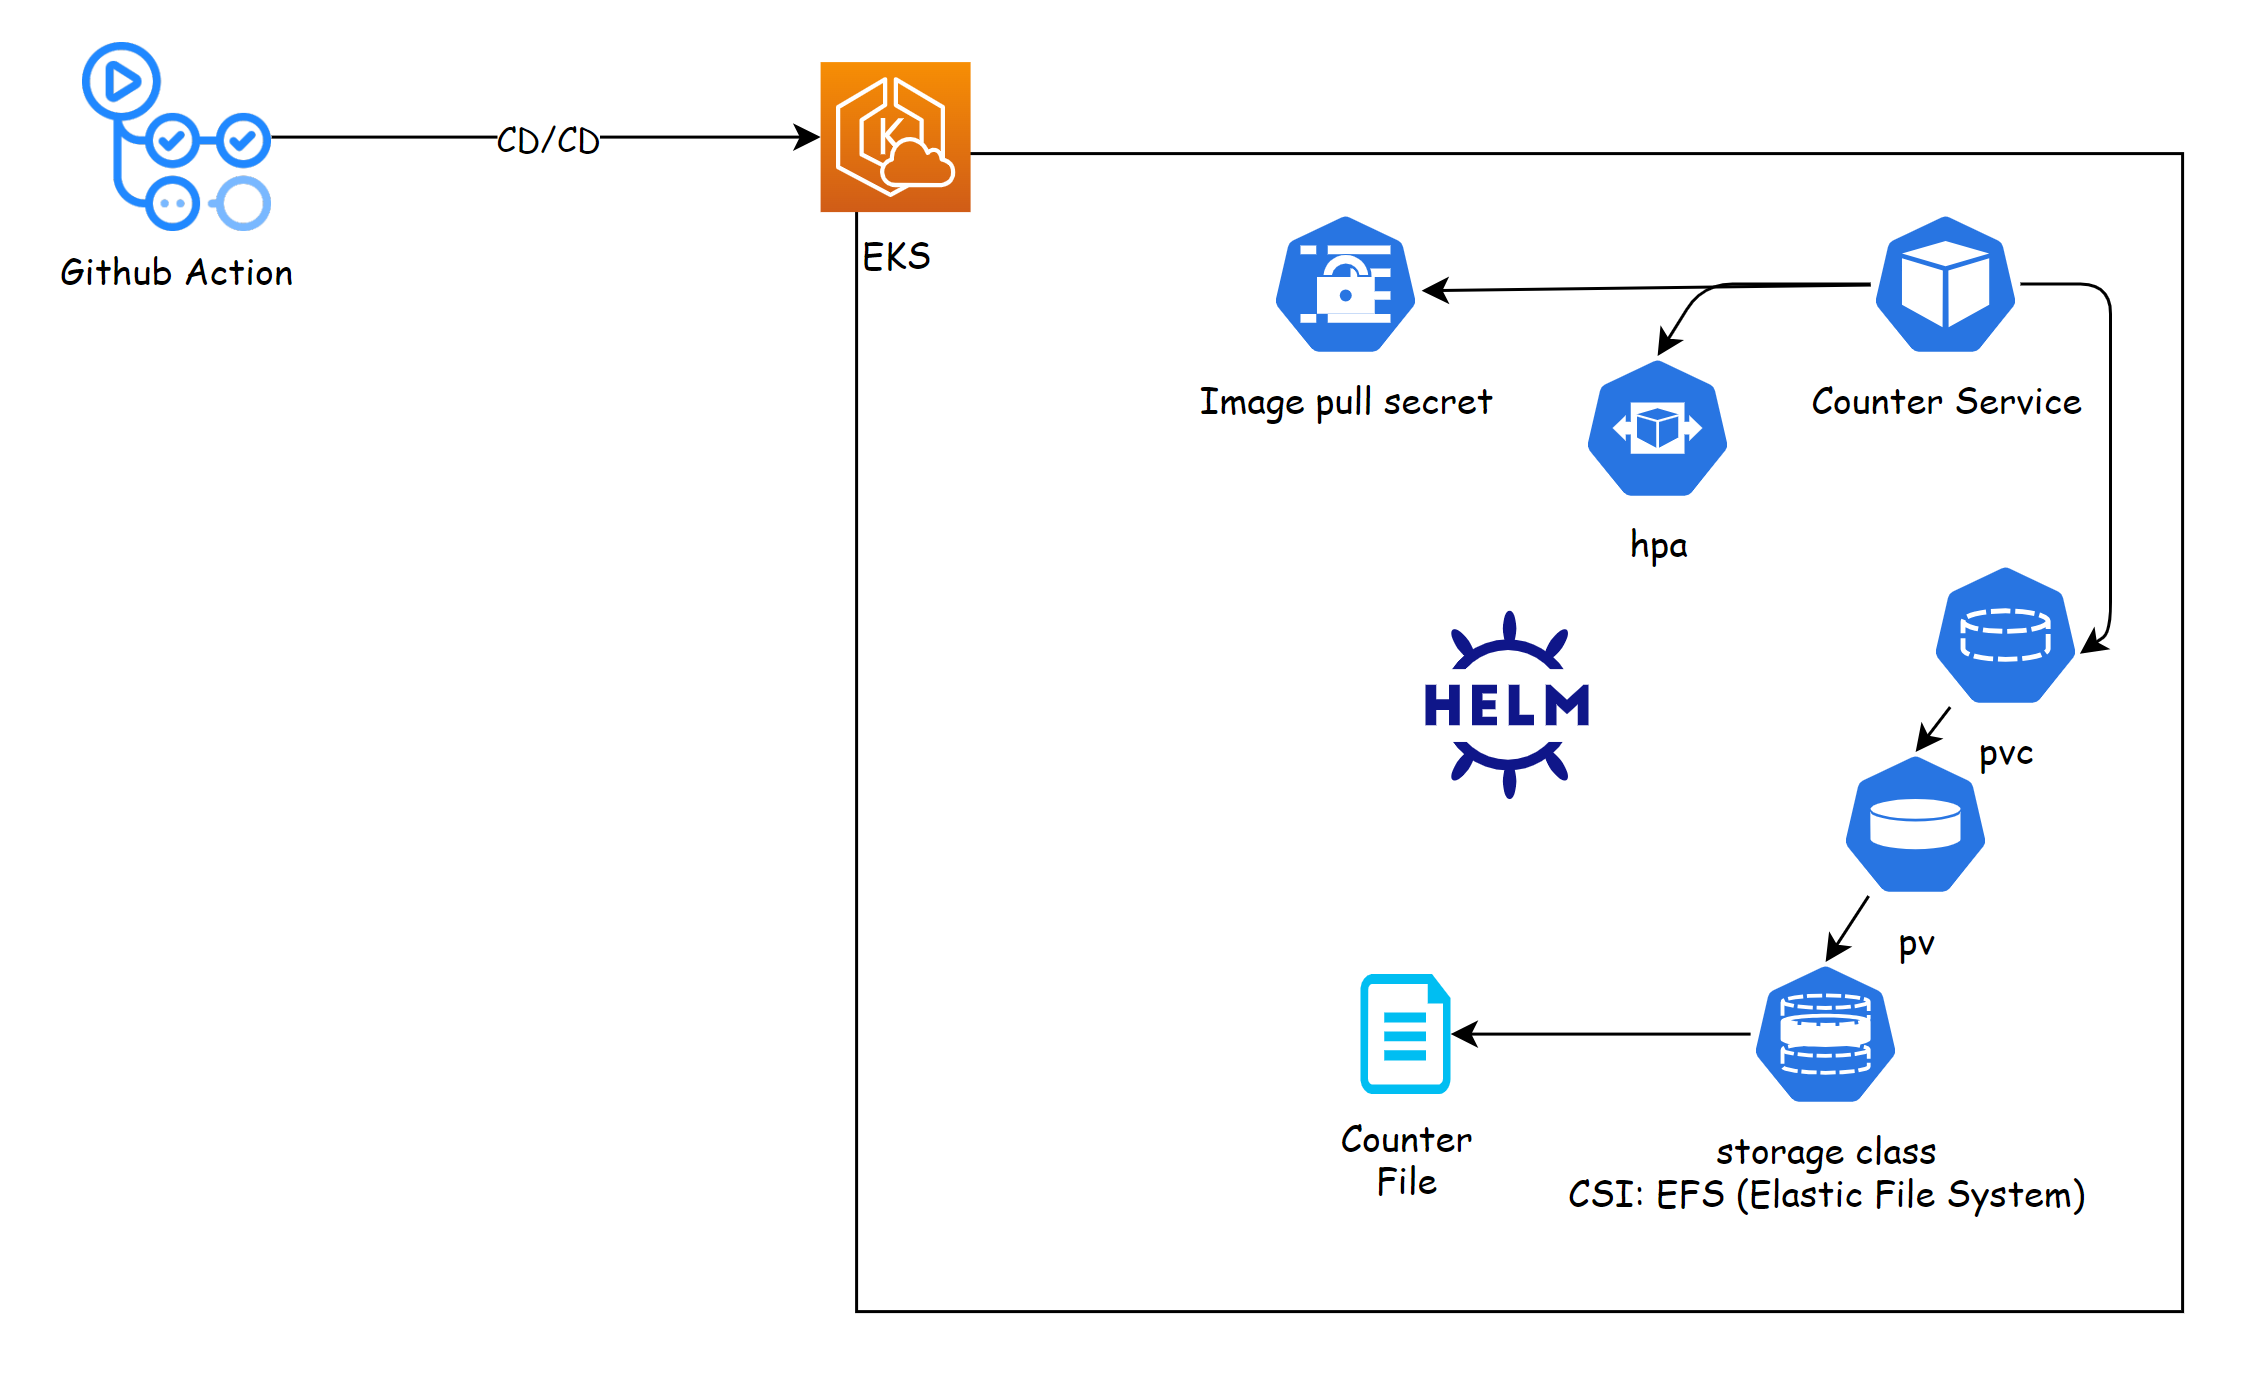 CD/CD
Github Action
EKS
K
Image pull secret
Counter Service
hpa
HELM
pvc
pv
Counter
File
storage class
CSI: EFS (Elastic File System)